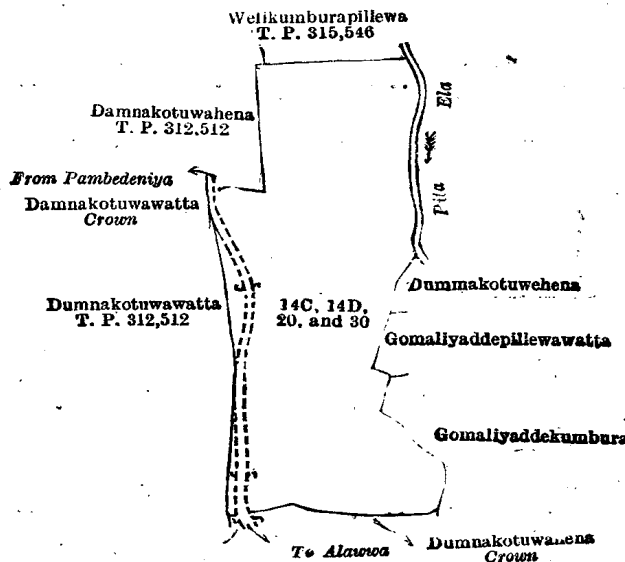 Welikumburapillewa
T. P. 315,546
Ela
Damnakotuwahena
T. P. 312,512
Pita
From Pambedeniya
Damnakotuwawatta
Crown
Dummakotuwehena
Dumnakotuwawatta
T. P. 312,512
14C, 14D,
20, and 30
Gomaliyaddepillewawatta
Gomaliyaddekumbura
To Alawwa
Dumnakotuwahena
Crown